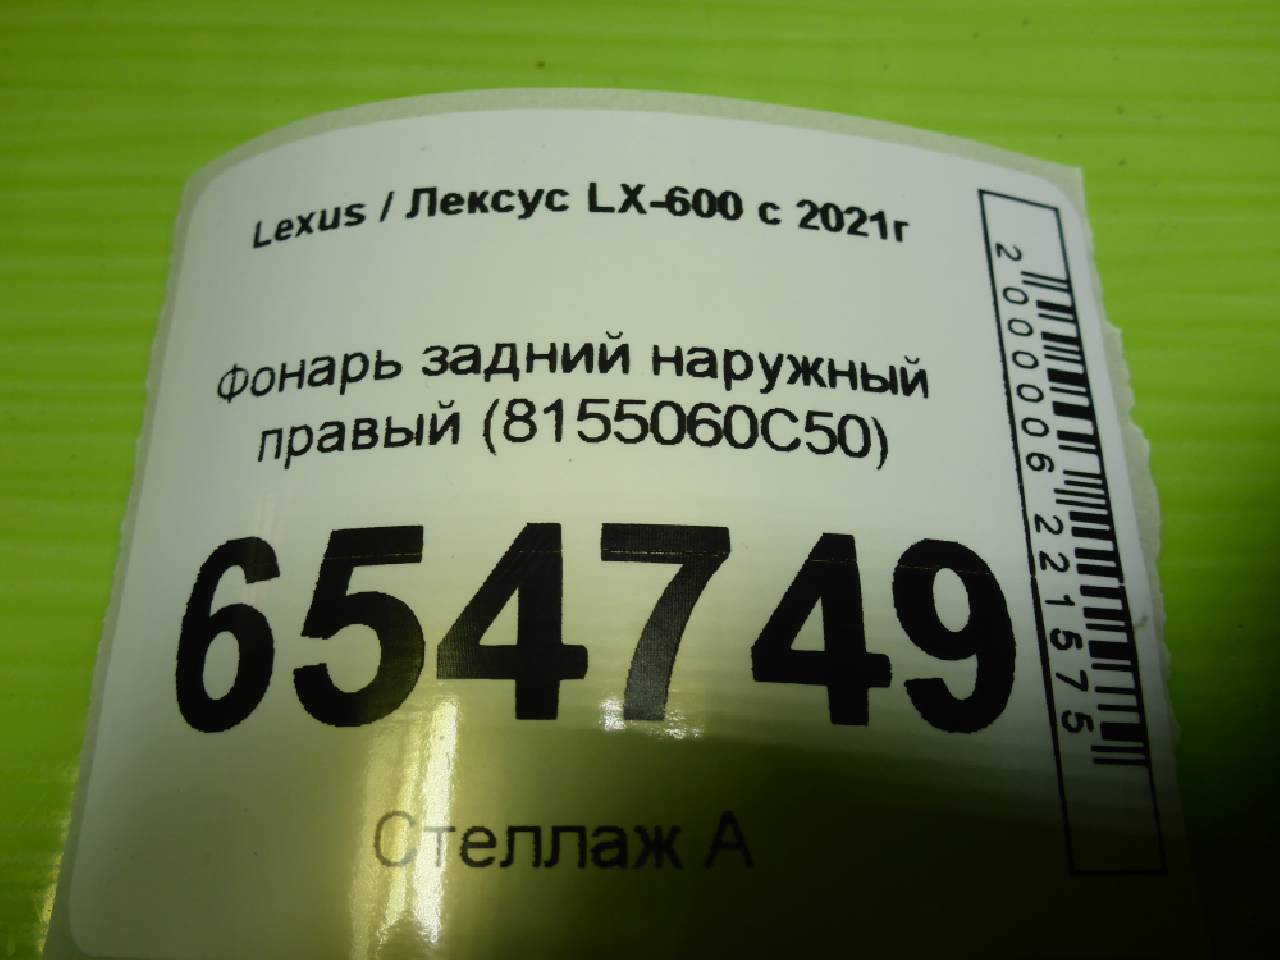 Lexus / Лексус LX-600 с 2021г
Фонарь задний наружный
правый (8155060C50)
654749
Стеллаж А
2000006221575